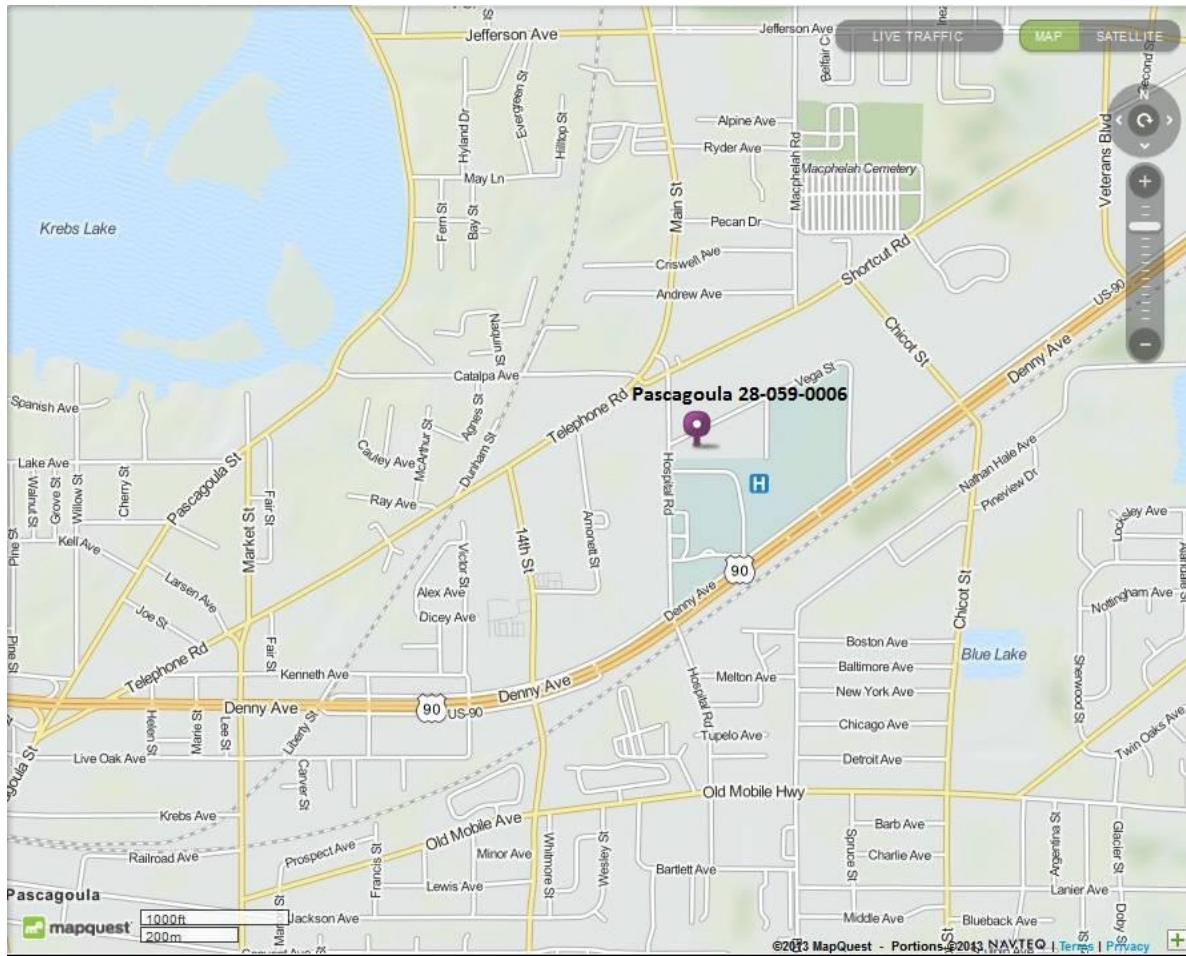 Jefferson Ave
Jefferson Ave
LIVE TRAFFIC
MAP
SATELLITE
Belfair
Second St
N
Hyland Dr
Evergreen St
Hilltop St
Alpine Ave
Ryder Ave
Macphelah Rd
Macphelah Cemetery
Veterans Blvd
May Ln
Fern St
Bay St
Main St
Pecan Dr
Krebs Lake
Criswell Ave
Shortcut Rd
Andrew Ave
US-90
Nathan St
Chicot St
Denny Ave
Catalpa Ave
Vega St
Pascagoula 28-059-0006
Spanish Ave
Telephone Rd
Agnes St
McArthur St
Dunham St
Cauley Ave
Lake Ave
Walnut St
Grove St
Willow St
Cherry St
Pascagoula St
Fair St
Hospital Rd
H
Nathan Hale Ave
Pineview Dr
Ray Ave
Market St
14th St
Amonett St
Locksley Ave
Pine St
Kell Ave
Larsen Ave
Victor St
90
Alex Ave
Dicey Ave
Joe St
Denny Ave
Chicot St
Nottingham Ave
Pine St
Telephone Rd
Fair St
Boston Ave
Blue Lake
Kenneth Ave
Baltimore Ave
Melton Ave
Hospital Rd
Sherwood St
New York Ave
Denny Ave
90
US-90
Denny Ave
Helen St
Marie St
Lee St
Liberty St
Chicago Ave
Tupelo Ave
Twin Oaks Ave
Live Oak Ave
Detroit Ave
Carver St
Old Mobile Hwy
Krebs Ave
Old Mobile Ave
Barb Ave
Railroad Ave
Prospect Ave
Francis St
Minor Ave
Whitmore St
Wesley St
Spruce St
Charlie Ave
Argentina St
Glacier St
Bartlett Ave
Lewis Ave
Lanier Ave
Pascagoula
Doby St
mapquest
1000ft
200m
Jackson Ave
Middle Ave
Blueback Ave
©2013 MapQuest - Portions ©2013 NAVTEQ | Terms | Privacy